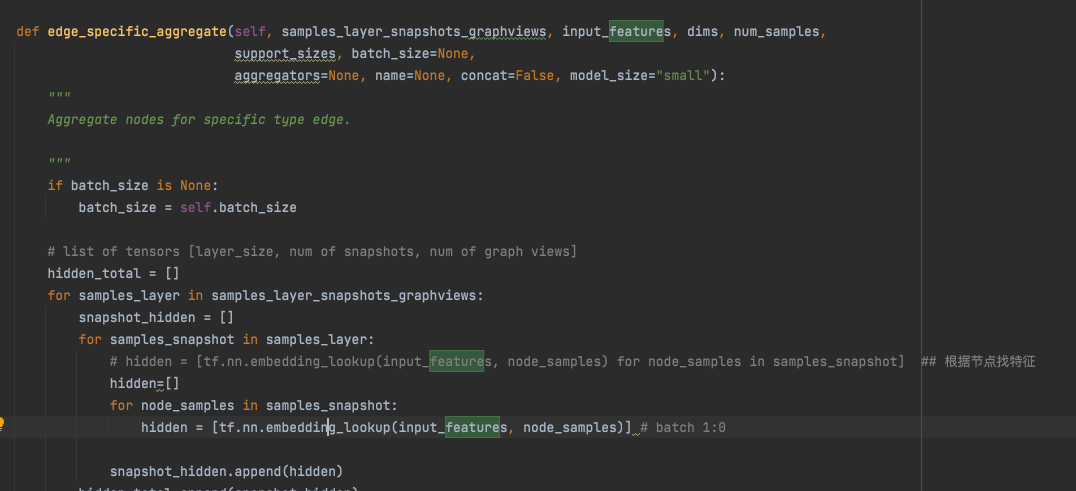 def edge_specific_aggregate(self, samples_layer_snapshots_graphviews, input_features, dims, num_samples,
support_sizes, batch_size=None,
aggregators=None, name=None, concat=False, model_size="small"):
"""
Aggregate nodes for specific type edge.
"""
if batch_size is None:
batch_size = self.batch_size
# list of tensors [layer_size, num of snapshots, num of graph views]
hidden_total = []
for samples_layer in samples_layer_snapshots_graphviews:
snapshot_hidden = []
for samples_snapshot in samples_layer:
# hidden = [tf.nn.embedding_lookup(input_features, node_samples) for node_samples in samples_snapshot]  ## 根据节点找特征
hidden=[]
for node_samples in samples_snapshot:
hidden = [tf.nn.embedding_lookup(input_features, node_samples)] # batch 1:0
snapshot_hidden.append(hidden)
hidden_total.append(snapshot_hidden)